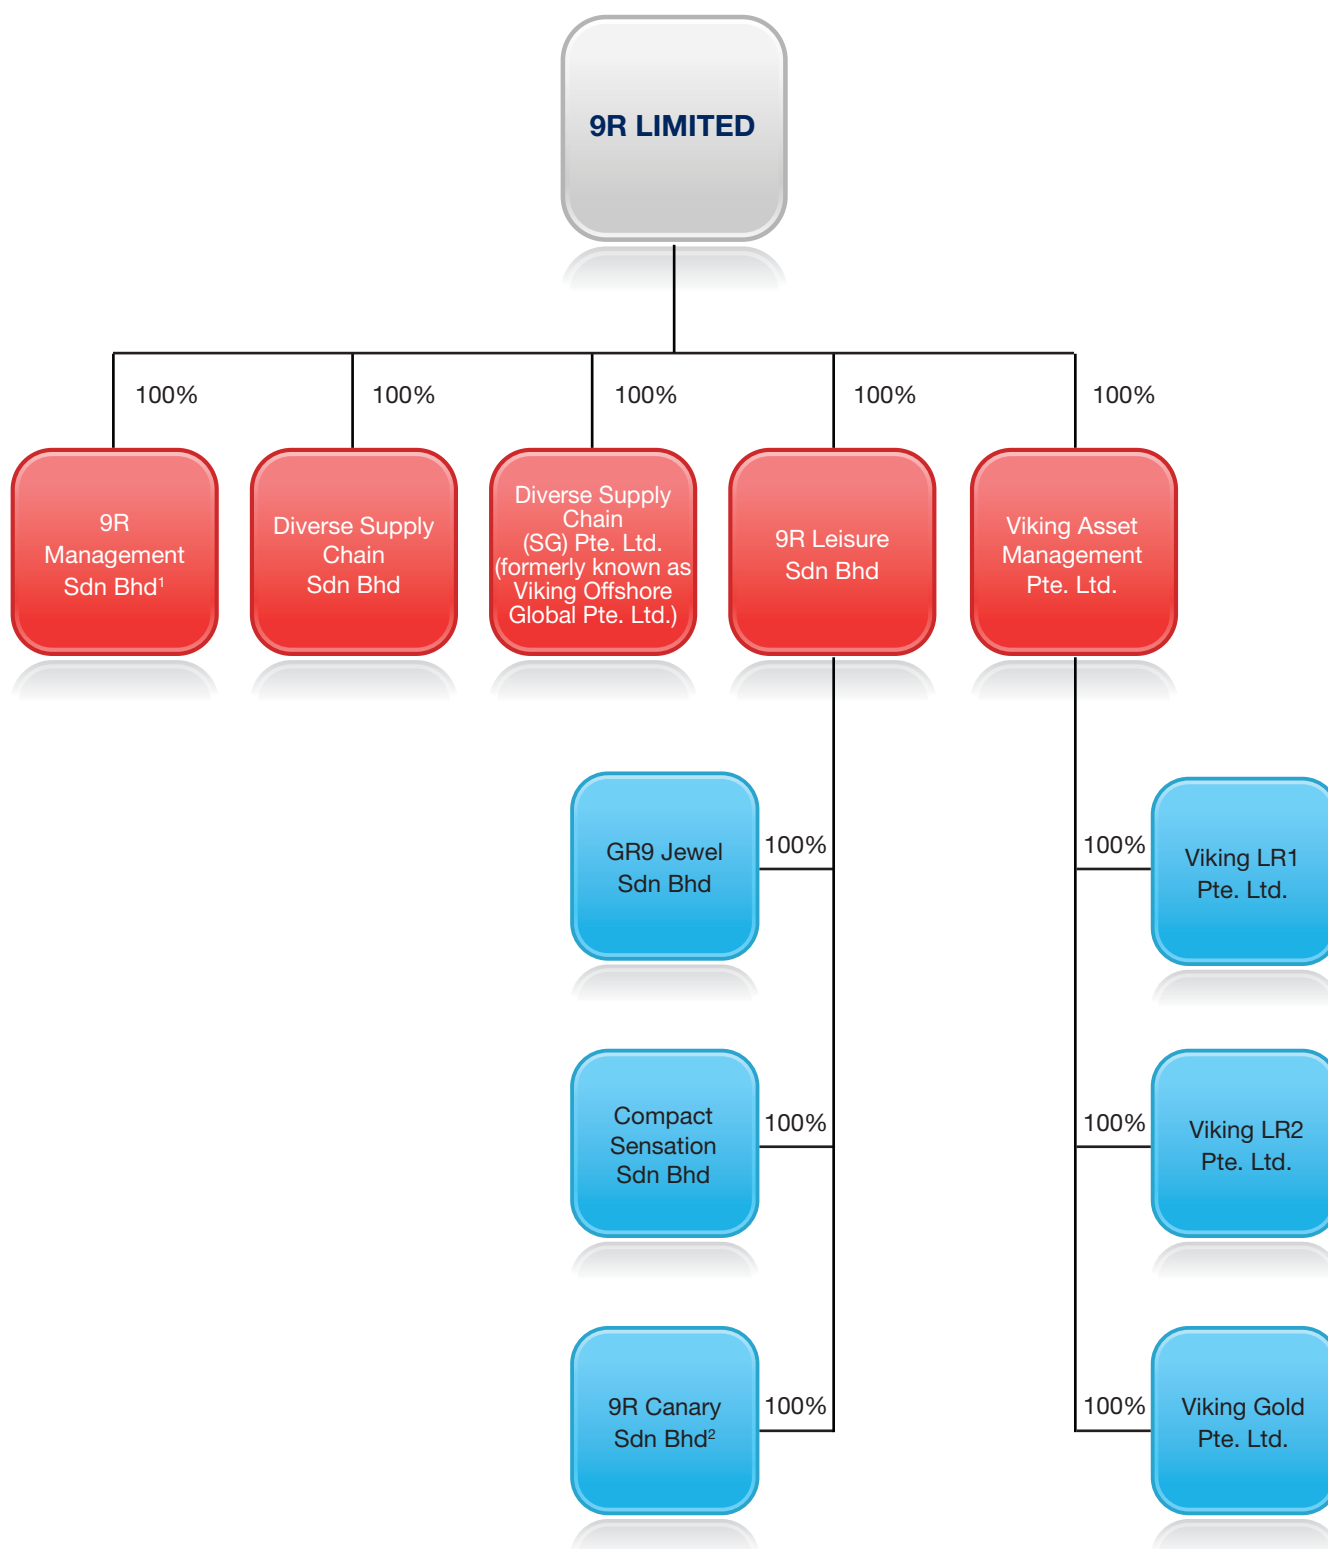 9R LIMITED
100%
100%
100%
100%
100%
9R
Management
Sdn Bhd¹
Diverse Supply
Chain
Sdn Bhd
Diverse Supply
Chain
(SG) Pte. Ltd.
(formerly known as
Viking Offshore
Global Pte. Ltd.)
9R Leisure
Sdn Bhd
Viking Asset
Management
Pte. Ltd.
GR9 Jewel
Sdn Bhd
100%
100%
Viking LR1
Pte. Ltd.
Compact
Sensation
Sdn Bhd
100%
100%
Viking LR2
Pte. Ltd.
9R Canary
Sdn Bhd²
100%
100%
Viking Gold
Pte. Ltd.